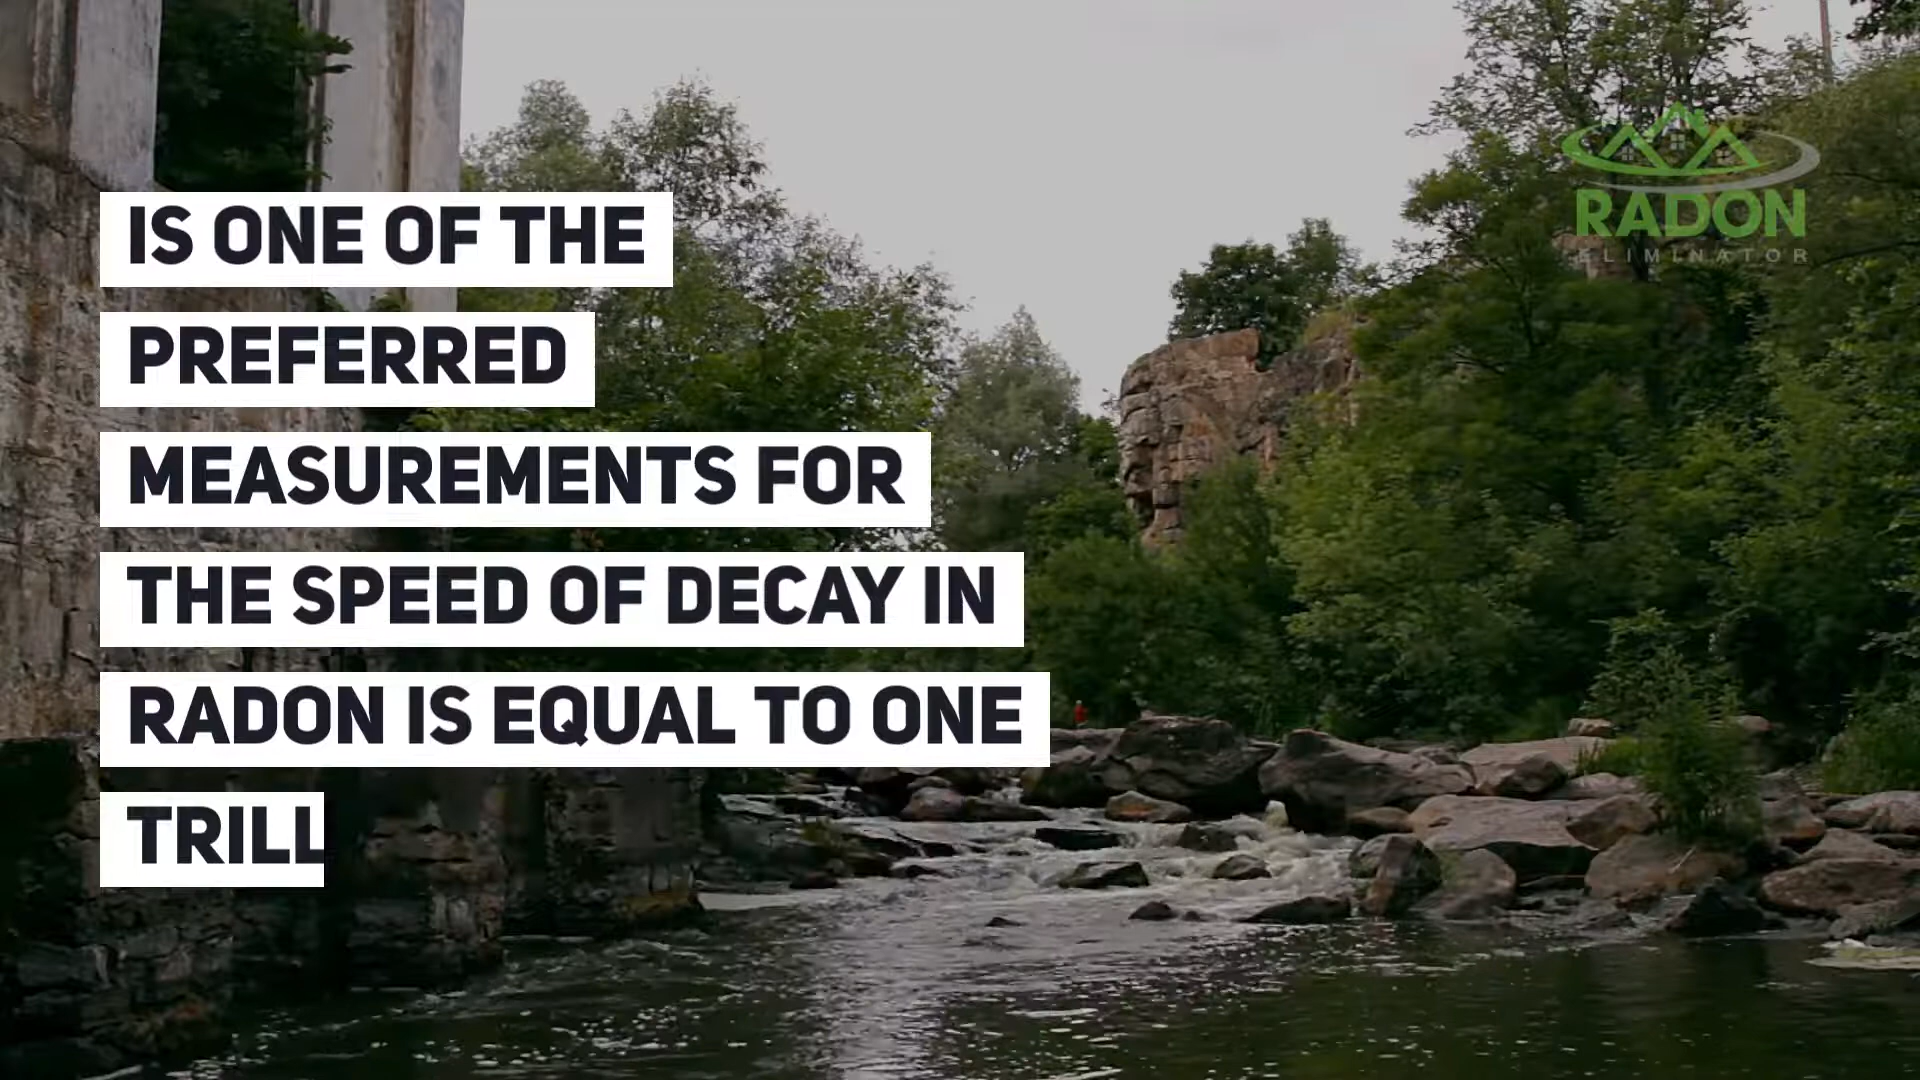 IS ONE OF THE
PREFERRED
MEASUREMENTS FOR
THE SPEED OF DECAY IN
RADON IS EQUAL TO ONE
TRILL
RADON
ELIMINATOR